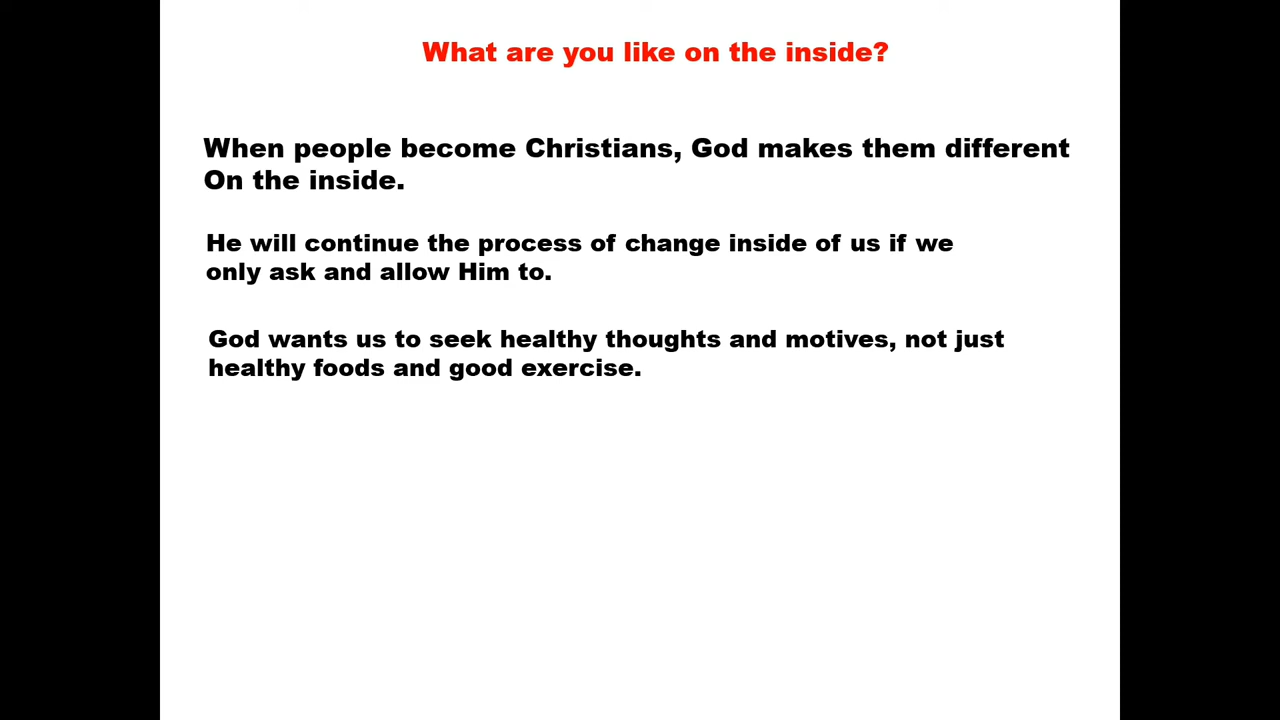 What are you like on the inside?
When people become Christians, God makes them different
On the inside.
He will continue the process of change inside of us if we
only ask and allow Him to.
God wants us to seek healthy thoughts and motives, not just
healthy foods and good exercise.